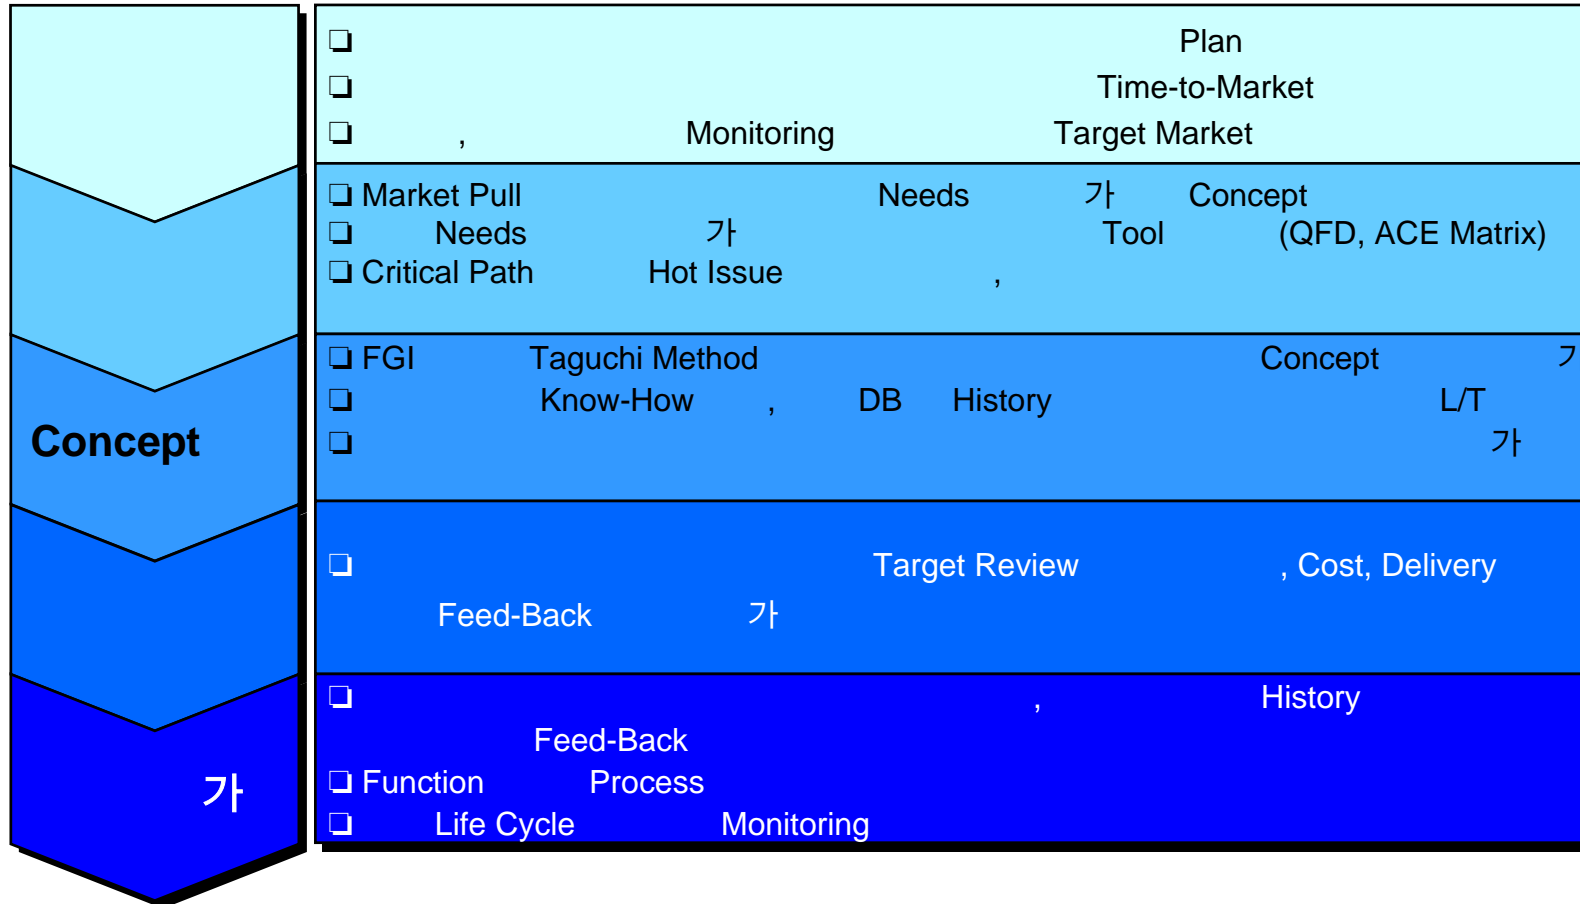 ❏ Plan
❏ Time-to-Market
❏ , Monitoring Target Market
❏ Market Pull Needs 가 Concept
❏ Needs 가 Tool (QFD, ACE Matrix)
❏ Critical Path Hot Issue ,
Concept
❏ FGI Taguchi Method Concept 가
❏ Know-How , DB History L/T
❏ 가
❏ Target Review , Cost, Delivery
Feed-Back 가
가
❏ , History
Feed-Back
❏ Function Process
❏ Life Cycle Monitoring